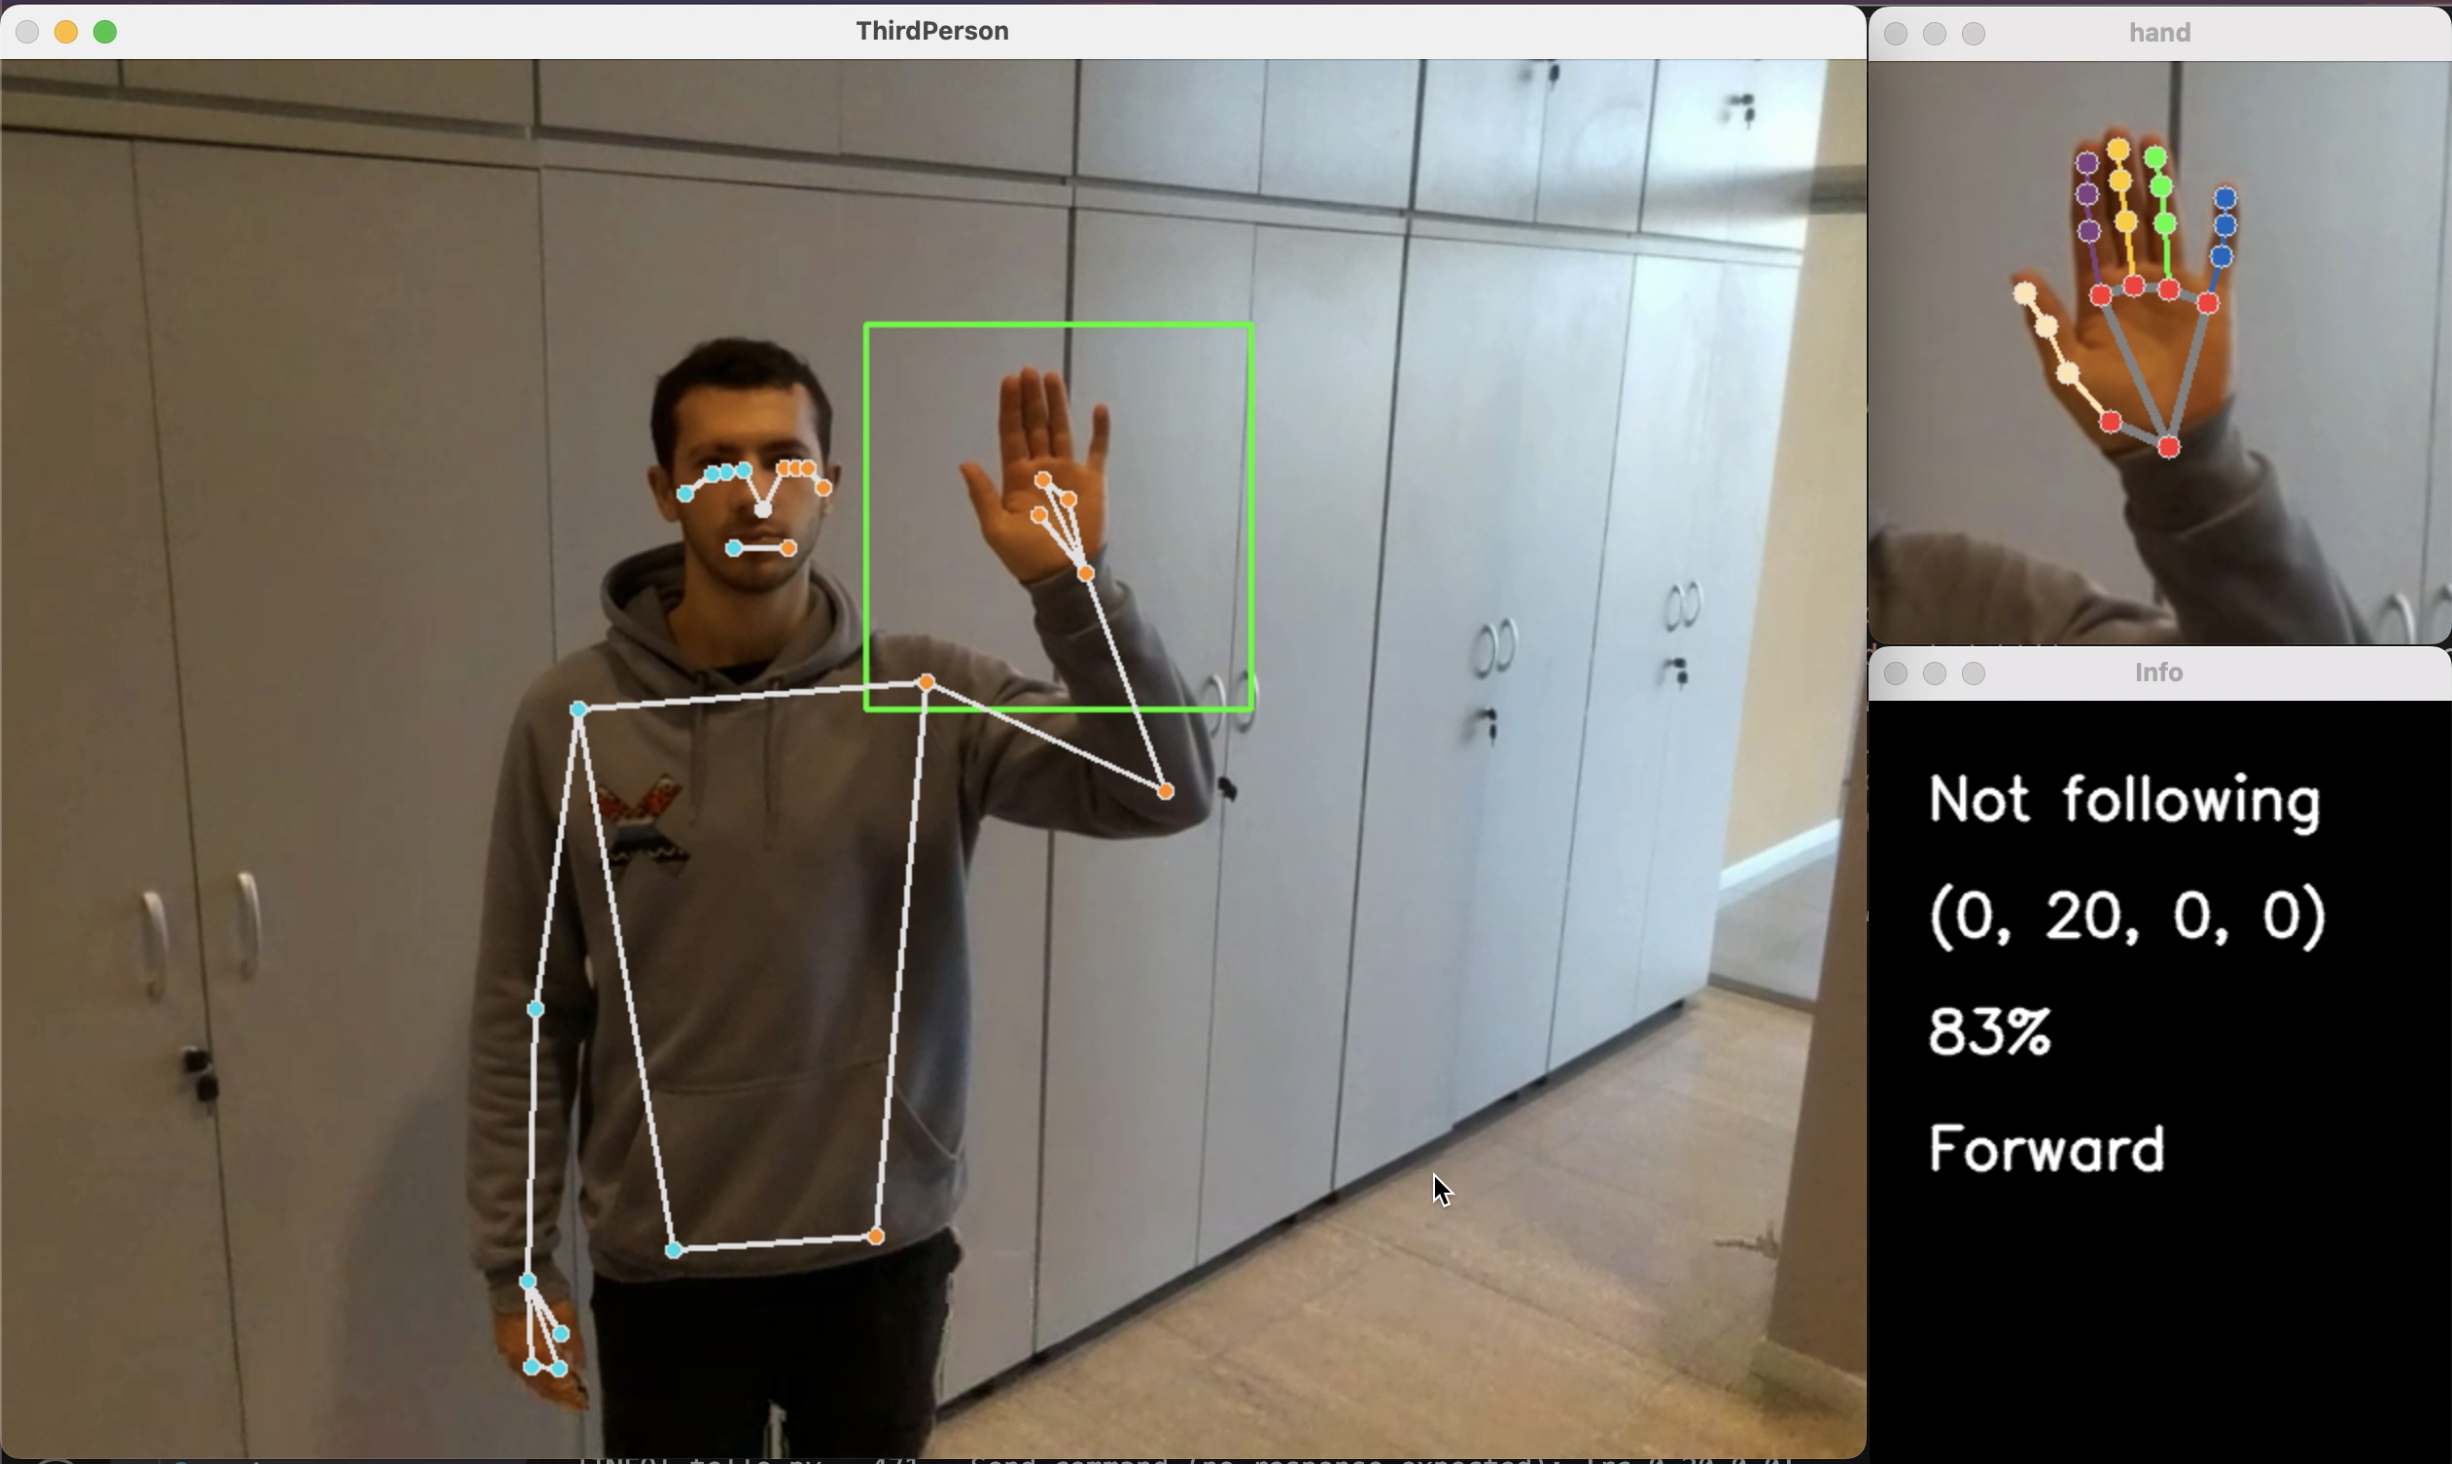 ThirdPerson
hand
Info
Not following
(0, 20, 0, 0)
83%
Forward